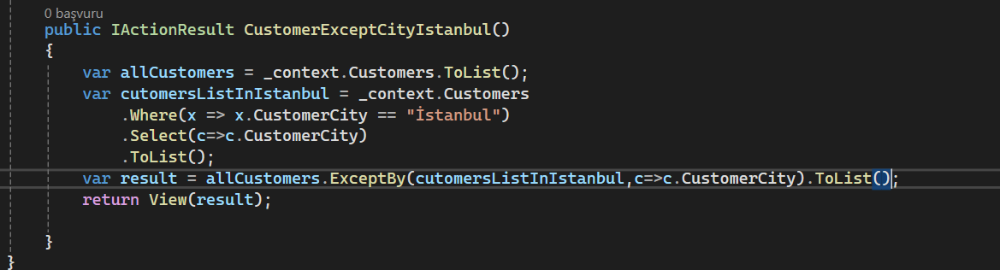 0 başvuru
public IActionResult CustomerExceptCityIstanbul()
{
var allCustomers = _context.Customers.ToList();
var cutomersListInIstanbul = _context.Customers
.Where(x => x.CustomerCity == "İstanbul")
.Select(c=>c.CustomerCity)
.ToList();
var result = allCustomers.ExceptBy(cutomersListInIstanbul,c=>c.CustomerCity).ToList();
return View(result);
}
}